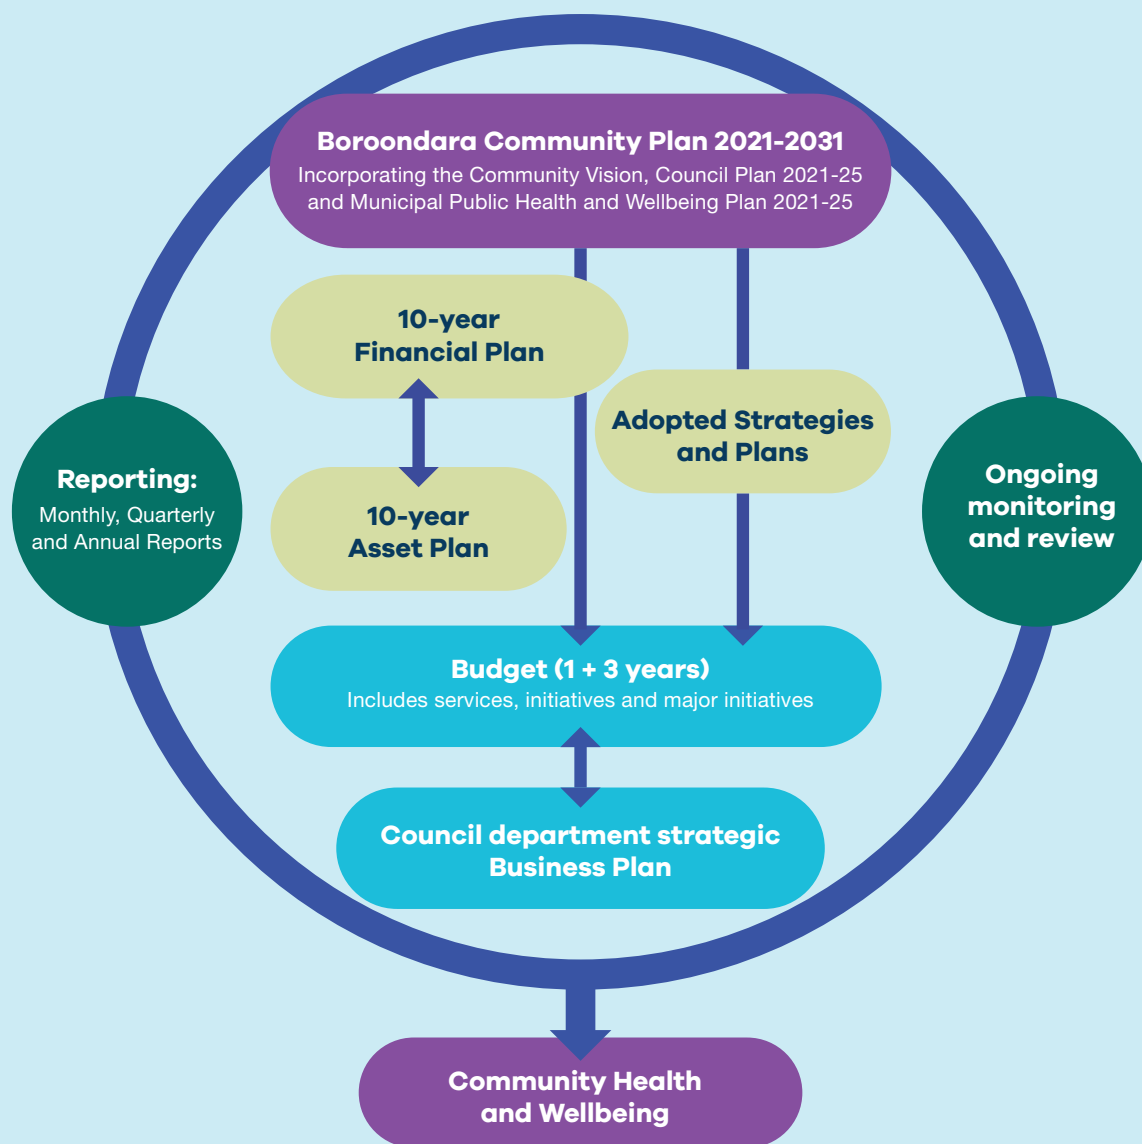 Boroondara Community Plan 2021-2031
Incorporating the Community Vision, Council Plan 2021-25
and Municipal Public Health and Wellbeing Plan 2021-25
10-year
Financial Plan
Adopted Strategies
and Plans
Reporting:
Monthly, Quarterly
and Annual Reports
10-year
Asset Plan
Ongoing
monitoring
and review
Budget (1 + 3 years)
Includes services, initiatives and major initiatives
Council department strategic
Business Plan
Community Health
and Wellbeing